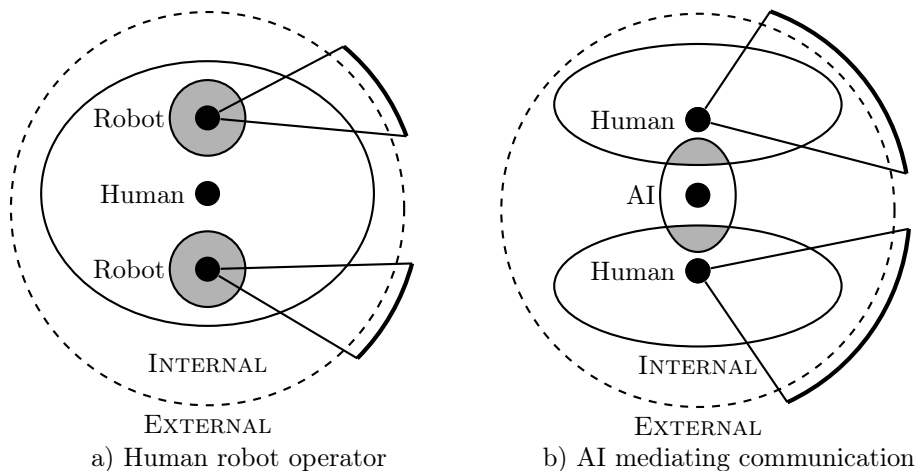 Robot
Human
Robot
INTERNAL
EXTERNAL
a) Human robot operator
Human
AI
Human
INTERNAL
EXTERNAL
b) AI mediating communication